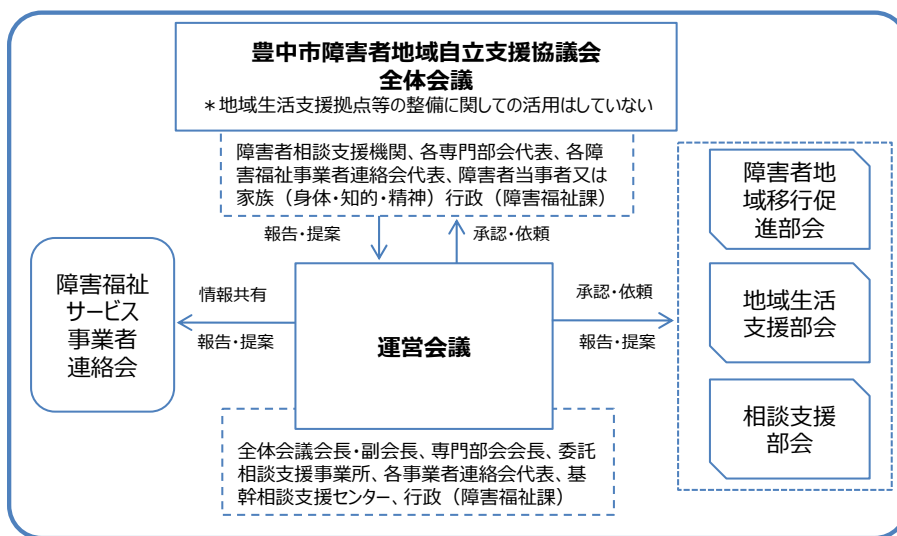 豊中市障害者地域自立支援協議会
全体会議
＊地域生活支援拠点等の整備に関しての活用はしていない
障害者相談支援機関、各専門部会代表、各障
害福祉事業者連絡会代表、障害者当事者又は
家族（身体・知的・精神）行政（障害福祉課）
報告・提案
承認・依頼
障害福祉
サービス
事業者
連絡会
情報共有
報告・提案
運営会議
承認・依頼
報告・提案
障害者地
域移行促
進部会
地域生活
支援部会
相談支援
部会
全体会議会長・副会長、専門部会会長、委託
相談支援事業所、各事業者連絡会代表、基
幹相談支援センター、行政（障害福祉課）